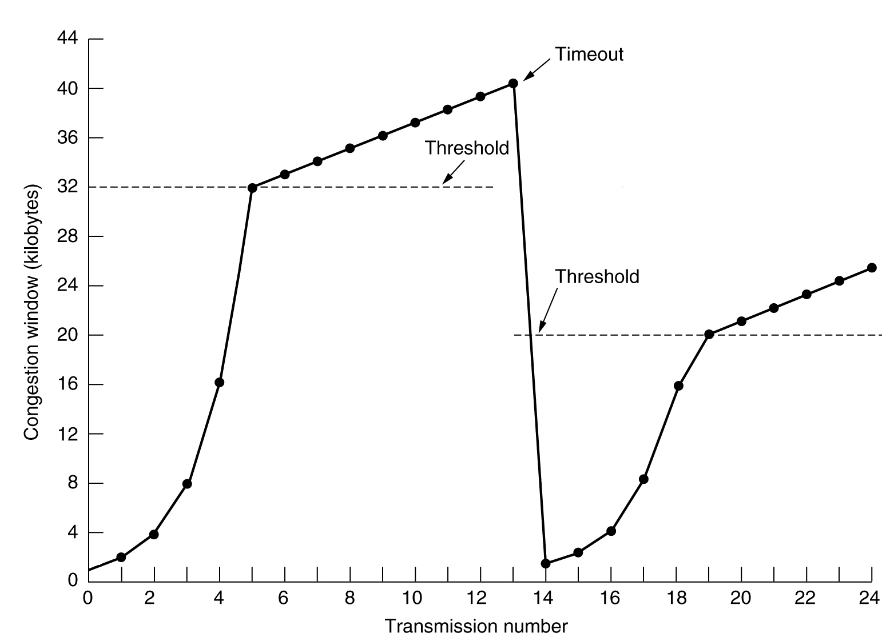 44
Timeout
40
36
Threshold
32
28
Threshold
24
20
16
12
8
4
0
Congestion window (kilobytes)
0 2 4 6 8 10 12 14 16 18 20 22 24
Transmission number